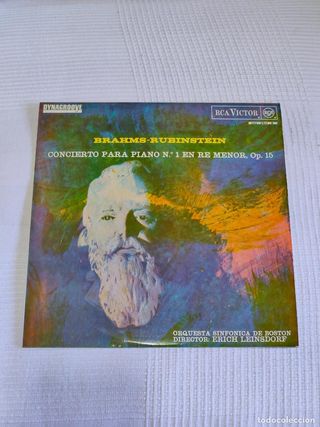 DYNAGROOVE
RCA VICTOR
BRAHMS-RUBINSTEIN
CONCIERTO PARA PIANO N.º 1 EN RE MENOR, Op. 15
ORQUESTA SINFONICA DE BOSTON
DIRECTOR: ERICH LEINSDORF
todocoleccion